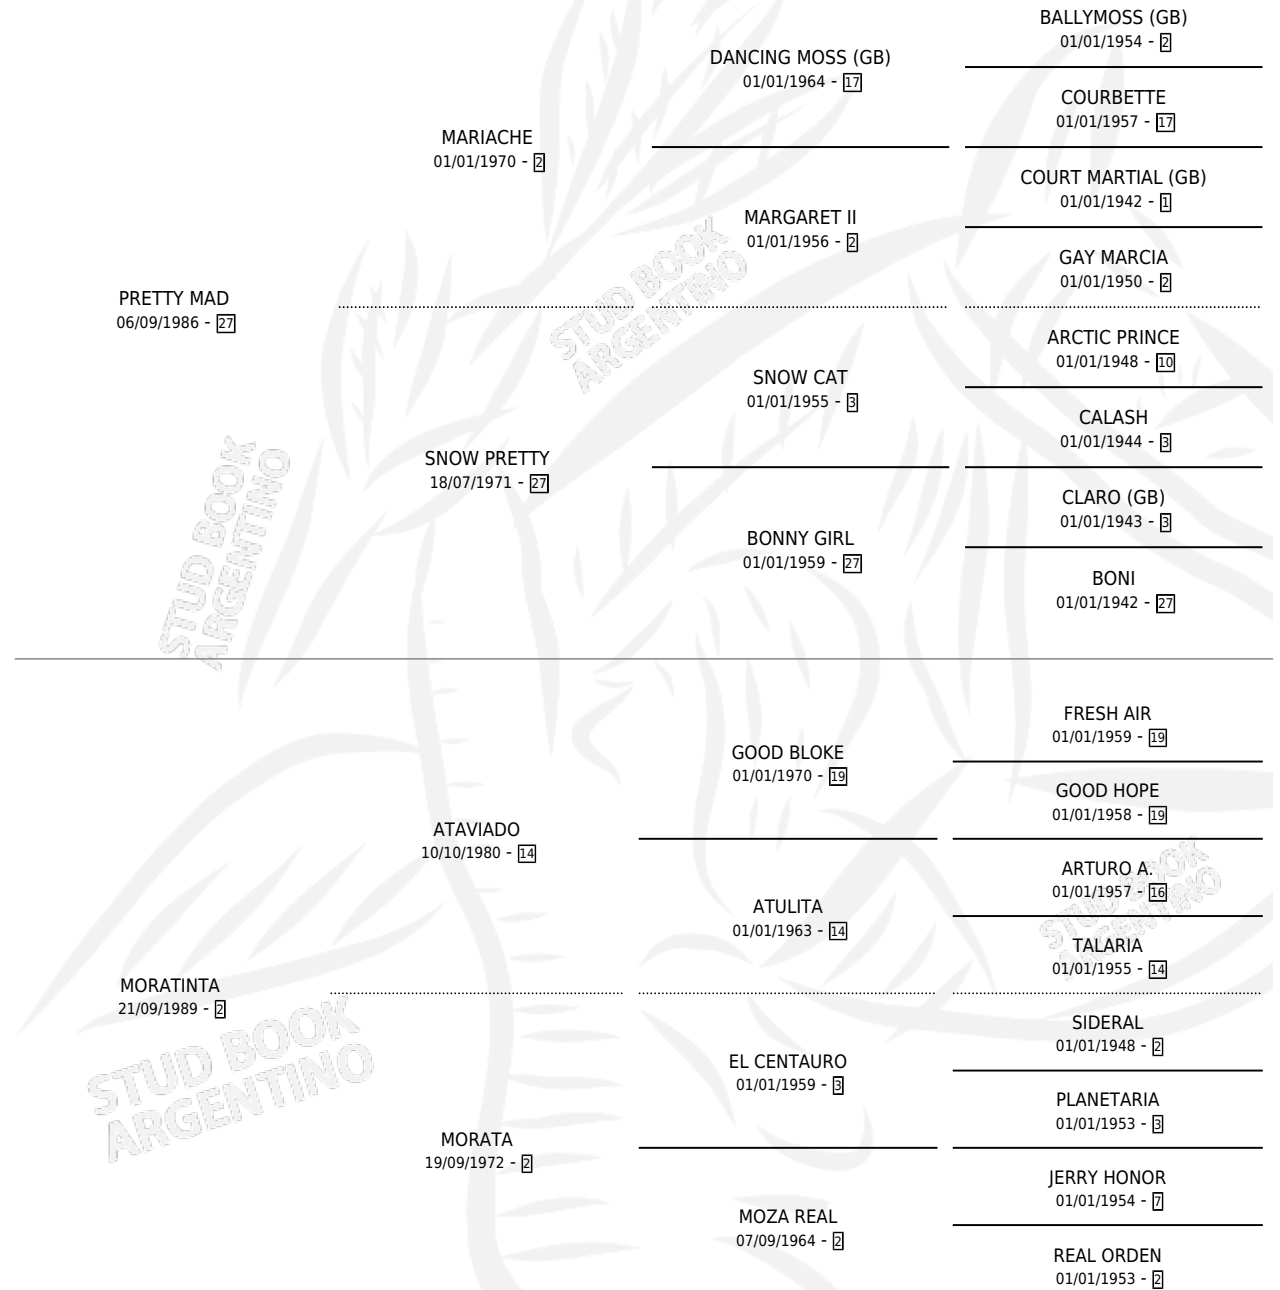 BALLYMOSS (GB)
01/01/1954 - 2
DANCING MOSS (GB)
01/01/1964 - 17
COURBETTE
01/01/1957 - 17
MARIACHE
01/01/1970 - 2
COURT MARTIAL (GB)
01/01/1942 - 1
MARGARET II
01/01/1956 - 2
GAY MARCIA
01/01/1950 - 2
PRETTY MAD
06/09/1986 - 27
ARCTIC PRINCE
01/01/1948 - 10
SNOW CAT
01/01/1955 - 3
CALASH
01/01/1944 - 3
SNOW PRETTY
18/07/1971 - 27
CLARO (GB)
01/01/1943 - 3
BONNY GIRL
01/01/1959 - 27
BONI
01/01/1942 - 27
FRESH AIR
01/01/1959 - 19
GOOD BLOKE
01/01/1970 - 19
GOOD HOPE
01/01/1958 - 19
ATAVIADO
10/10/1980 - 14
ARTURO A.
01/01/1957 - 16
ATULITA
01/01/1963 - 14
TALARIA
01/01/1955 - 14
MORATINTA
21/09/1989 - 2
SIDERAL
01/01/1948 - 2
EL CENTAURO
01/01/1959 - 3
PLANETARIA
01/01/1953 - 3
MORATA
19/09/1972 - 2
JERRY HONOR
01/01/1954 - 7
MOZA REAL
07/09/1964 - 2
REAL ORDEN
01/01/1953 - 2
STUD BOOK
ARGENTINO
STUD BOOK
ARGENTINO
STUD BOOK
ARGENTINO
STUD BOOK
ARGENTINO